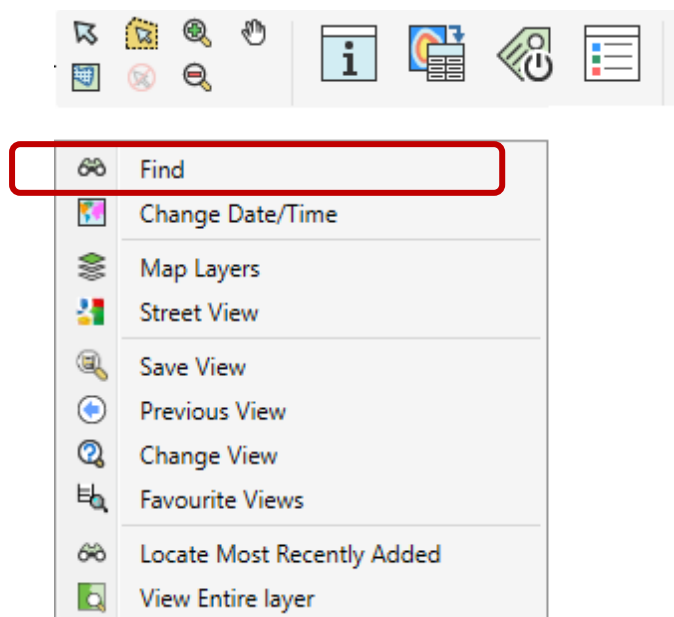 Find
Change Date/Time
Map Layers
Street View
Save View
Previous View
Change View
Favourite Views
Locate Most Recently Added
View Entire layer